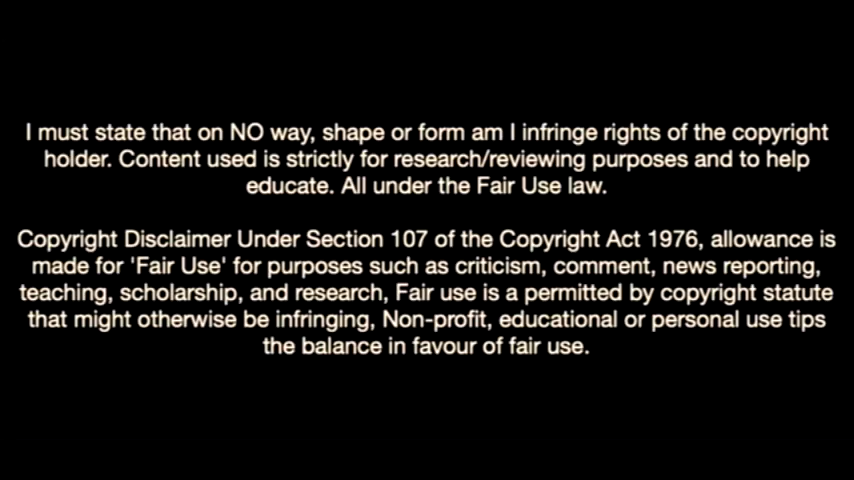 I must state that on NO way, shape or form am I infringe rights of the copyright
holder. Content used is strictly for research/reviewing purposes and to help
educate. All under the Fair Use law.
Copyright Disclaimer Under Section 107 of the Copyright Act 1976, allowance is
made for 'Fair Use' for purposes such as criticism, comment, news reporting,
teaching, scholarship, and research, Fair use is a permitted by copyright statute
that might otherwise be infringing, Non-profit, educational or personal use tips
the balance in favour of fair use.